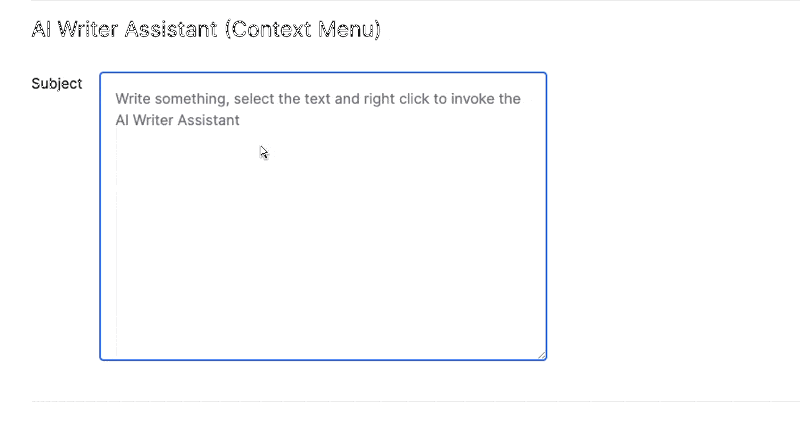 AI Writer Assistant (Context Menu)
Subject
Write something, select the text and right click to invoke the
AI Writer Assistant